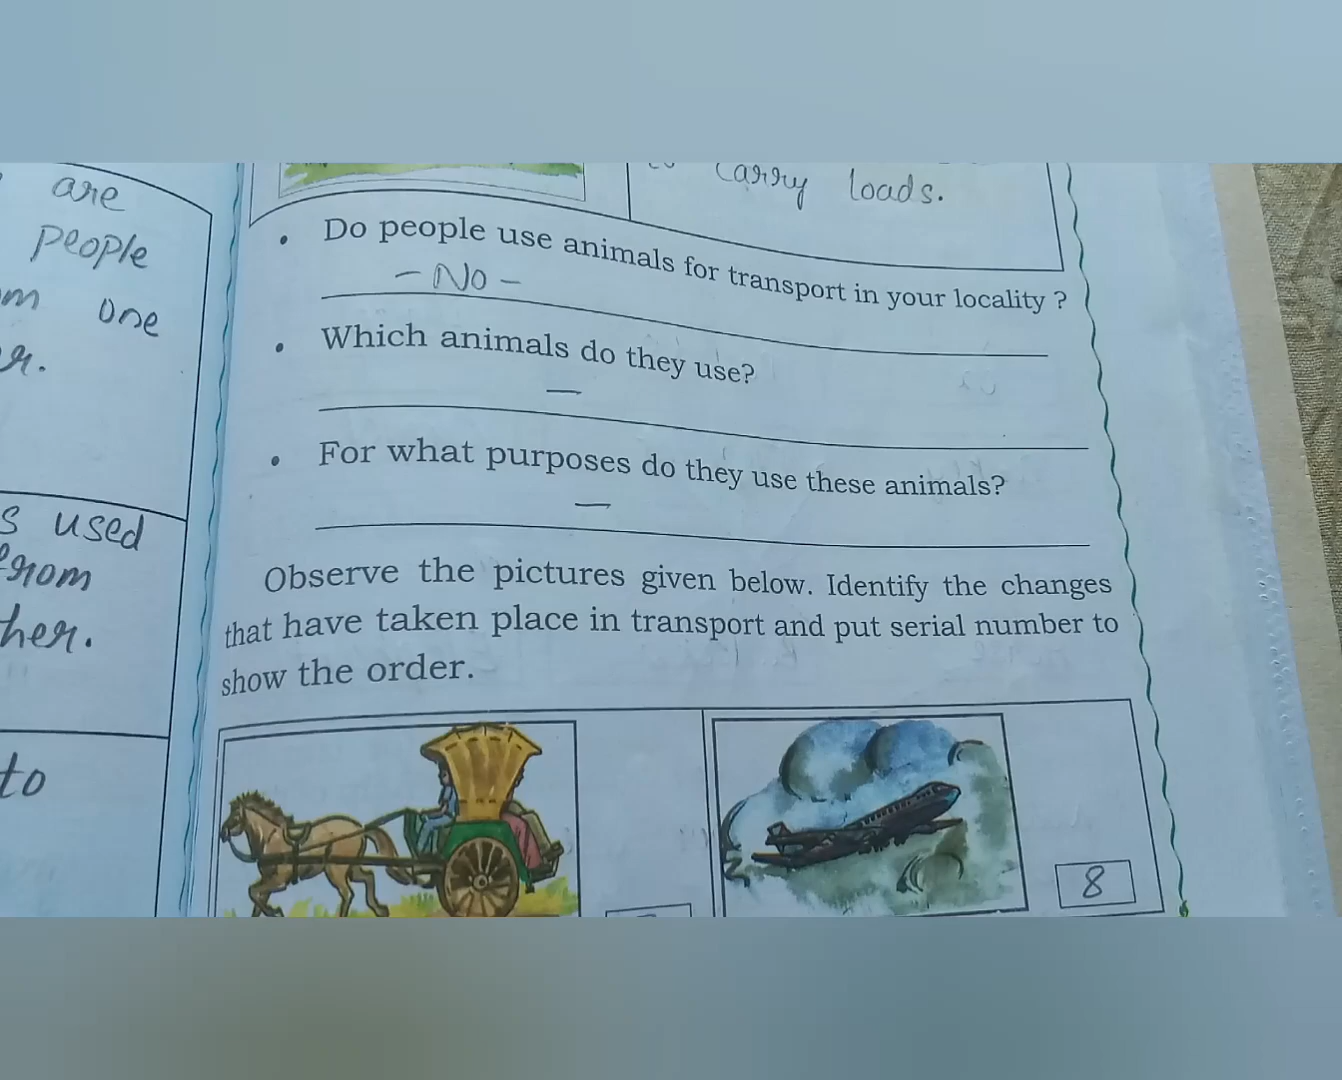 are
people
one
s used
from
her.
to
carry loads.
• Do people use animals for transport in your locality ?
- No -
• Which animals do they use?
—
• For what purposes do they use these animals?
—
Observe the pictures given below. Identify the changes
that have taken place in transport and put serial number to
show the order.
8